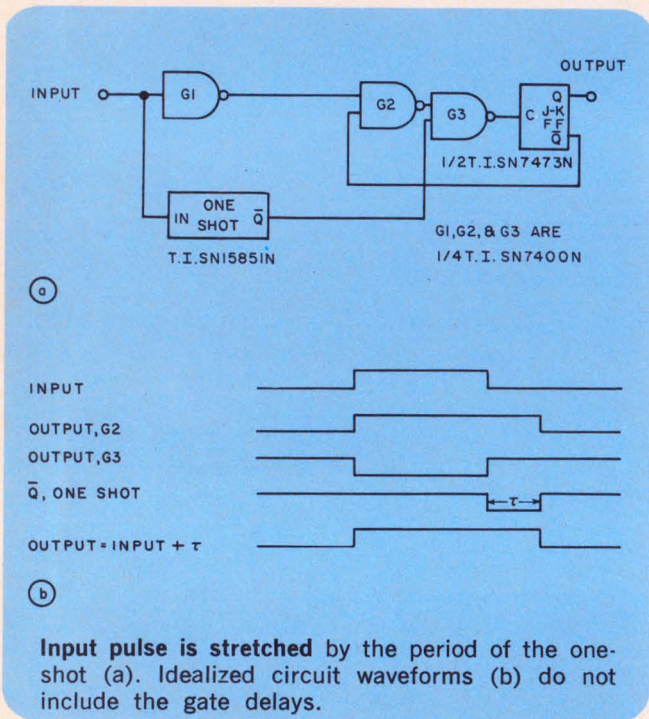 OUTPUT
INPUT
G1
G2
G3
Q
C J-K
F F
Q̅
1/2 T.I. SN7473N
ONE
IN SHOT Q̅
T.I. SN15851N
G1, G2, & G3 ARE
1/4 T.I. SN7400N
a
INPUT
OUTPUT, G2
OUTPUT, G3
Q̅, ONE SHOT
τ
OUTPUT = INPUT + τ
b
Input pulse is stretched by the period of the one-
shot (a). Idealized circuit waveforms (b) do not
include the gate delays.